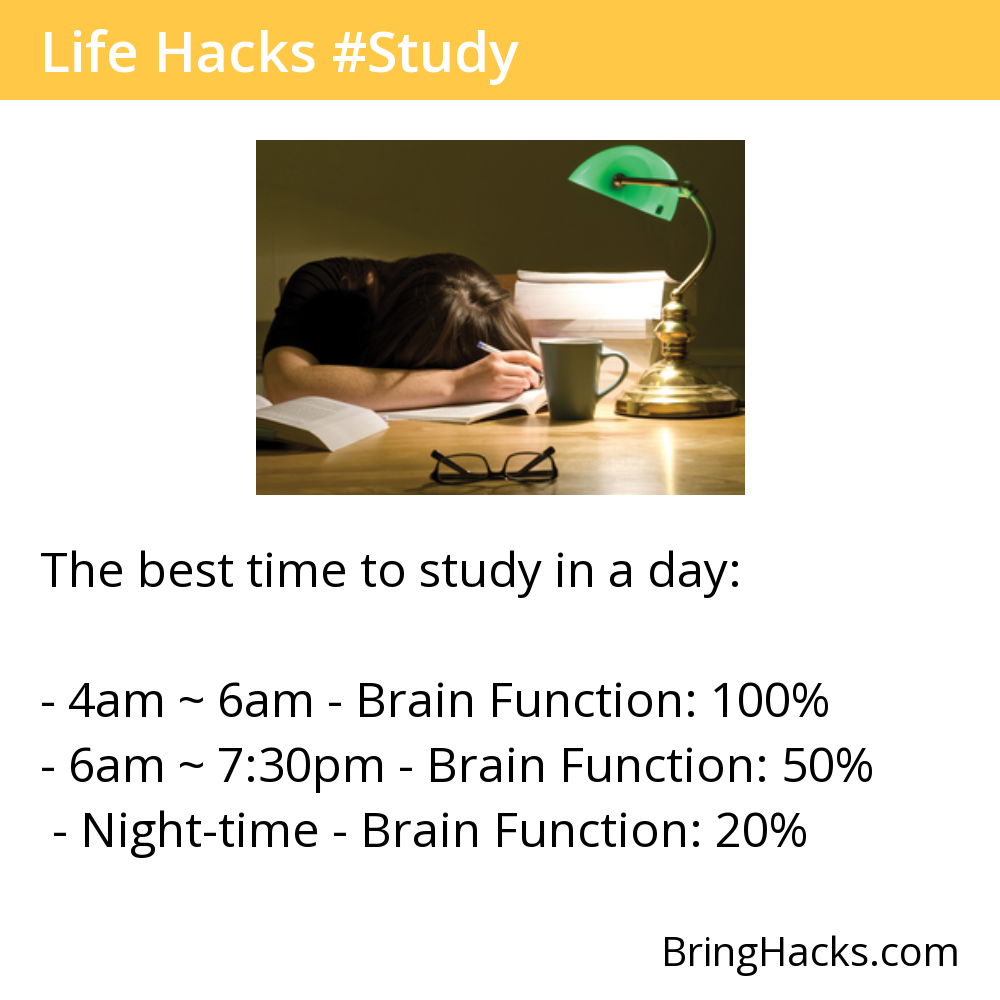 Life Hacks #Study
The best time to study in a day:
- 4am ~ 6am - Brain Function: 100%
- 6am ~ 7:30pm - Brain Function: 50%
- Night-time - Brain Function: 20%
BringHacks.com